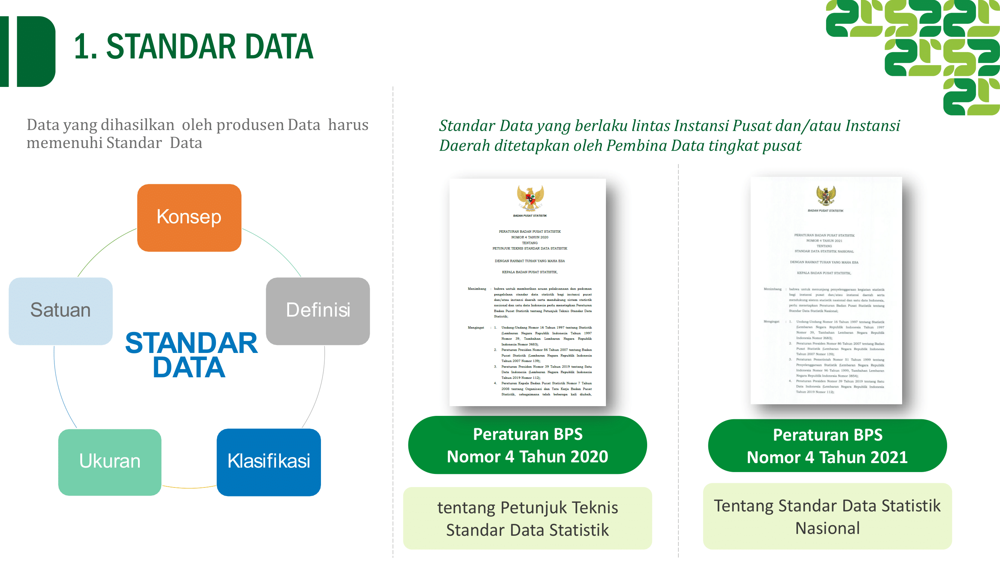 1. STANDAR DATA
Data yang dihasilkan oleh produsen Data harus
memenuhi Standar Data
Konsep
Definisi
Klasifikasi
Ukuran
Satuan
STANDAR
DATA
Standar Data yang berlaku lintas Instansi Pusat dan/atau Instansi
Daerah ditetapkan oleh Pembina Data tingkat pusat
BADAN PUSAT STATISTIK
PERATURAN BADAN PUSAT STATISTIK
NOMOR 4 TAHUN 2020
TENTANG
PETUNJUK TEKNIS STANDAR DATA STATISTIK
DENGAN RAHMAT TUHAN YANG MAHA ESA
KEPALA BADAN PUSAT STATISTIK,
Menimbang : bahwa untuk memberikan acuan pelaksanaan dan pedoman
pengelolaan standar data statistik bagi instansi pusat
dan/atau instansi daerah serta mendukung sistem statistik
nasional dan satu data Indonesia perlu menetapkan Peraturan
Badan Pusat Statistik tentang Petunjuk Teknis Standar Data
Statistik;
Mengingat : 1. Undang-Undang Nomor 16 Tahun 1997 tentang Statistik
(Lembaran Negara Republik Indonesia Tahun 1997
Nomor 39, Tambahan Lembaran Negara Republik
Indonesia Nomor 3683);
2. Peraturan Presiden Nomor 86 Tahun 2007 tentang Badan
Pusat Statistik (Lembaran Negara Republik Indonesia
Tahun 2007 Nomor 139);
3. Peraturan Presiden Nomor 39 Tahun 2019 tentang Satu
Data Indonesia (Lembaran Negara Republik Indonesia
Tahun 2019 Nomor 112);
4. Peraturan Kepala Badan Pusat Statistik Nomor 7 Tahun
2008 tentang Organisasi dan Tata Kerja Badan Pusat
Statistik, sebagaimana telah beberapa kali diubah,
Peraturan BPS
Nomor 4 Tahun 2020
tentang Petunjuk Teknis
Standar Data Statistik
BADAN PUSAT STATISTIK
PERATURAN BADAN PUSAT STATISTIK
NOMOR 4 TAHUN 2021
TENTANG
STANDAR DATA STATISTIK NASIONAL
DENGAN RAHMAT TUHAN YANG MAHA ESA
KEPALA BADAN PUSAT STATISTIK,
Menimbang : bahwa untuk menunjang penyelenggaraan kegiatan statistik
bagi instansi pusat dan/atau instansi daerah serta
mendukung sistem statistik nasional dan satu data Indonesia,
perlu menetapkan Peraturan Badan Pusat Statistik tentang
Standar Data Statistik Nasional;
Mengingat : 1. Undang-Undang Nomor 16 Tahun 1997 tentang Statistik
(Lembaran Negara Republik Indonesia Tahun 1997
Nomor 39, Tambahan Lembaran Negara Republik
Indonesia Nomor 3683);
2. Peraturan Presiden Nomor 86 Tahun 2007 tentang Badan
Pusat Statistik (Lembaran Negara Republik Indonesia
Tahun 2007 Nomor 139);
3. Peraturan Pemerintah Nomor 51 Tahun 1999 tentang
Penyelenggaraan Statistik (Lembaran Negara Republik
Indonesia Nomor 96 Tahun 1999, Tambahan Lembaran
Negara Republik Indonesia Nomor 3854);
4. Peraturan Presiden Nomor 39 Tahun 2019 tentang Satu
Data Indonesia (Lembaran Negara Republik Indonesia
Tahun 2019 Nomor 112);
Peraturan BPS
Nomor 4 Tahun 2021
Tentang Standar Data Statistik
Nasional